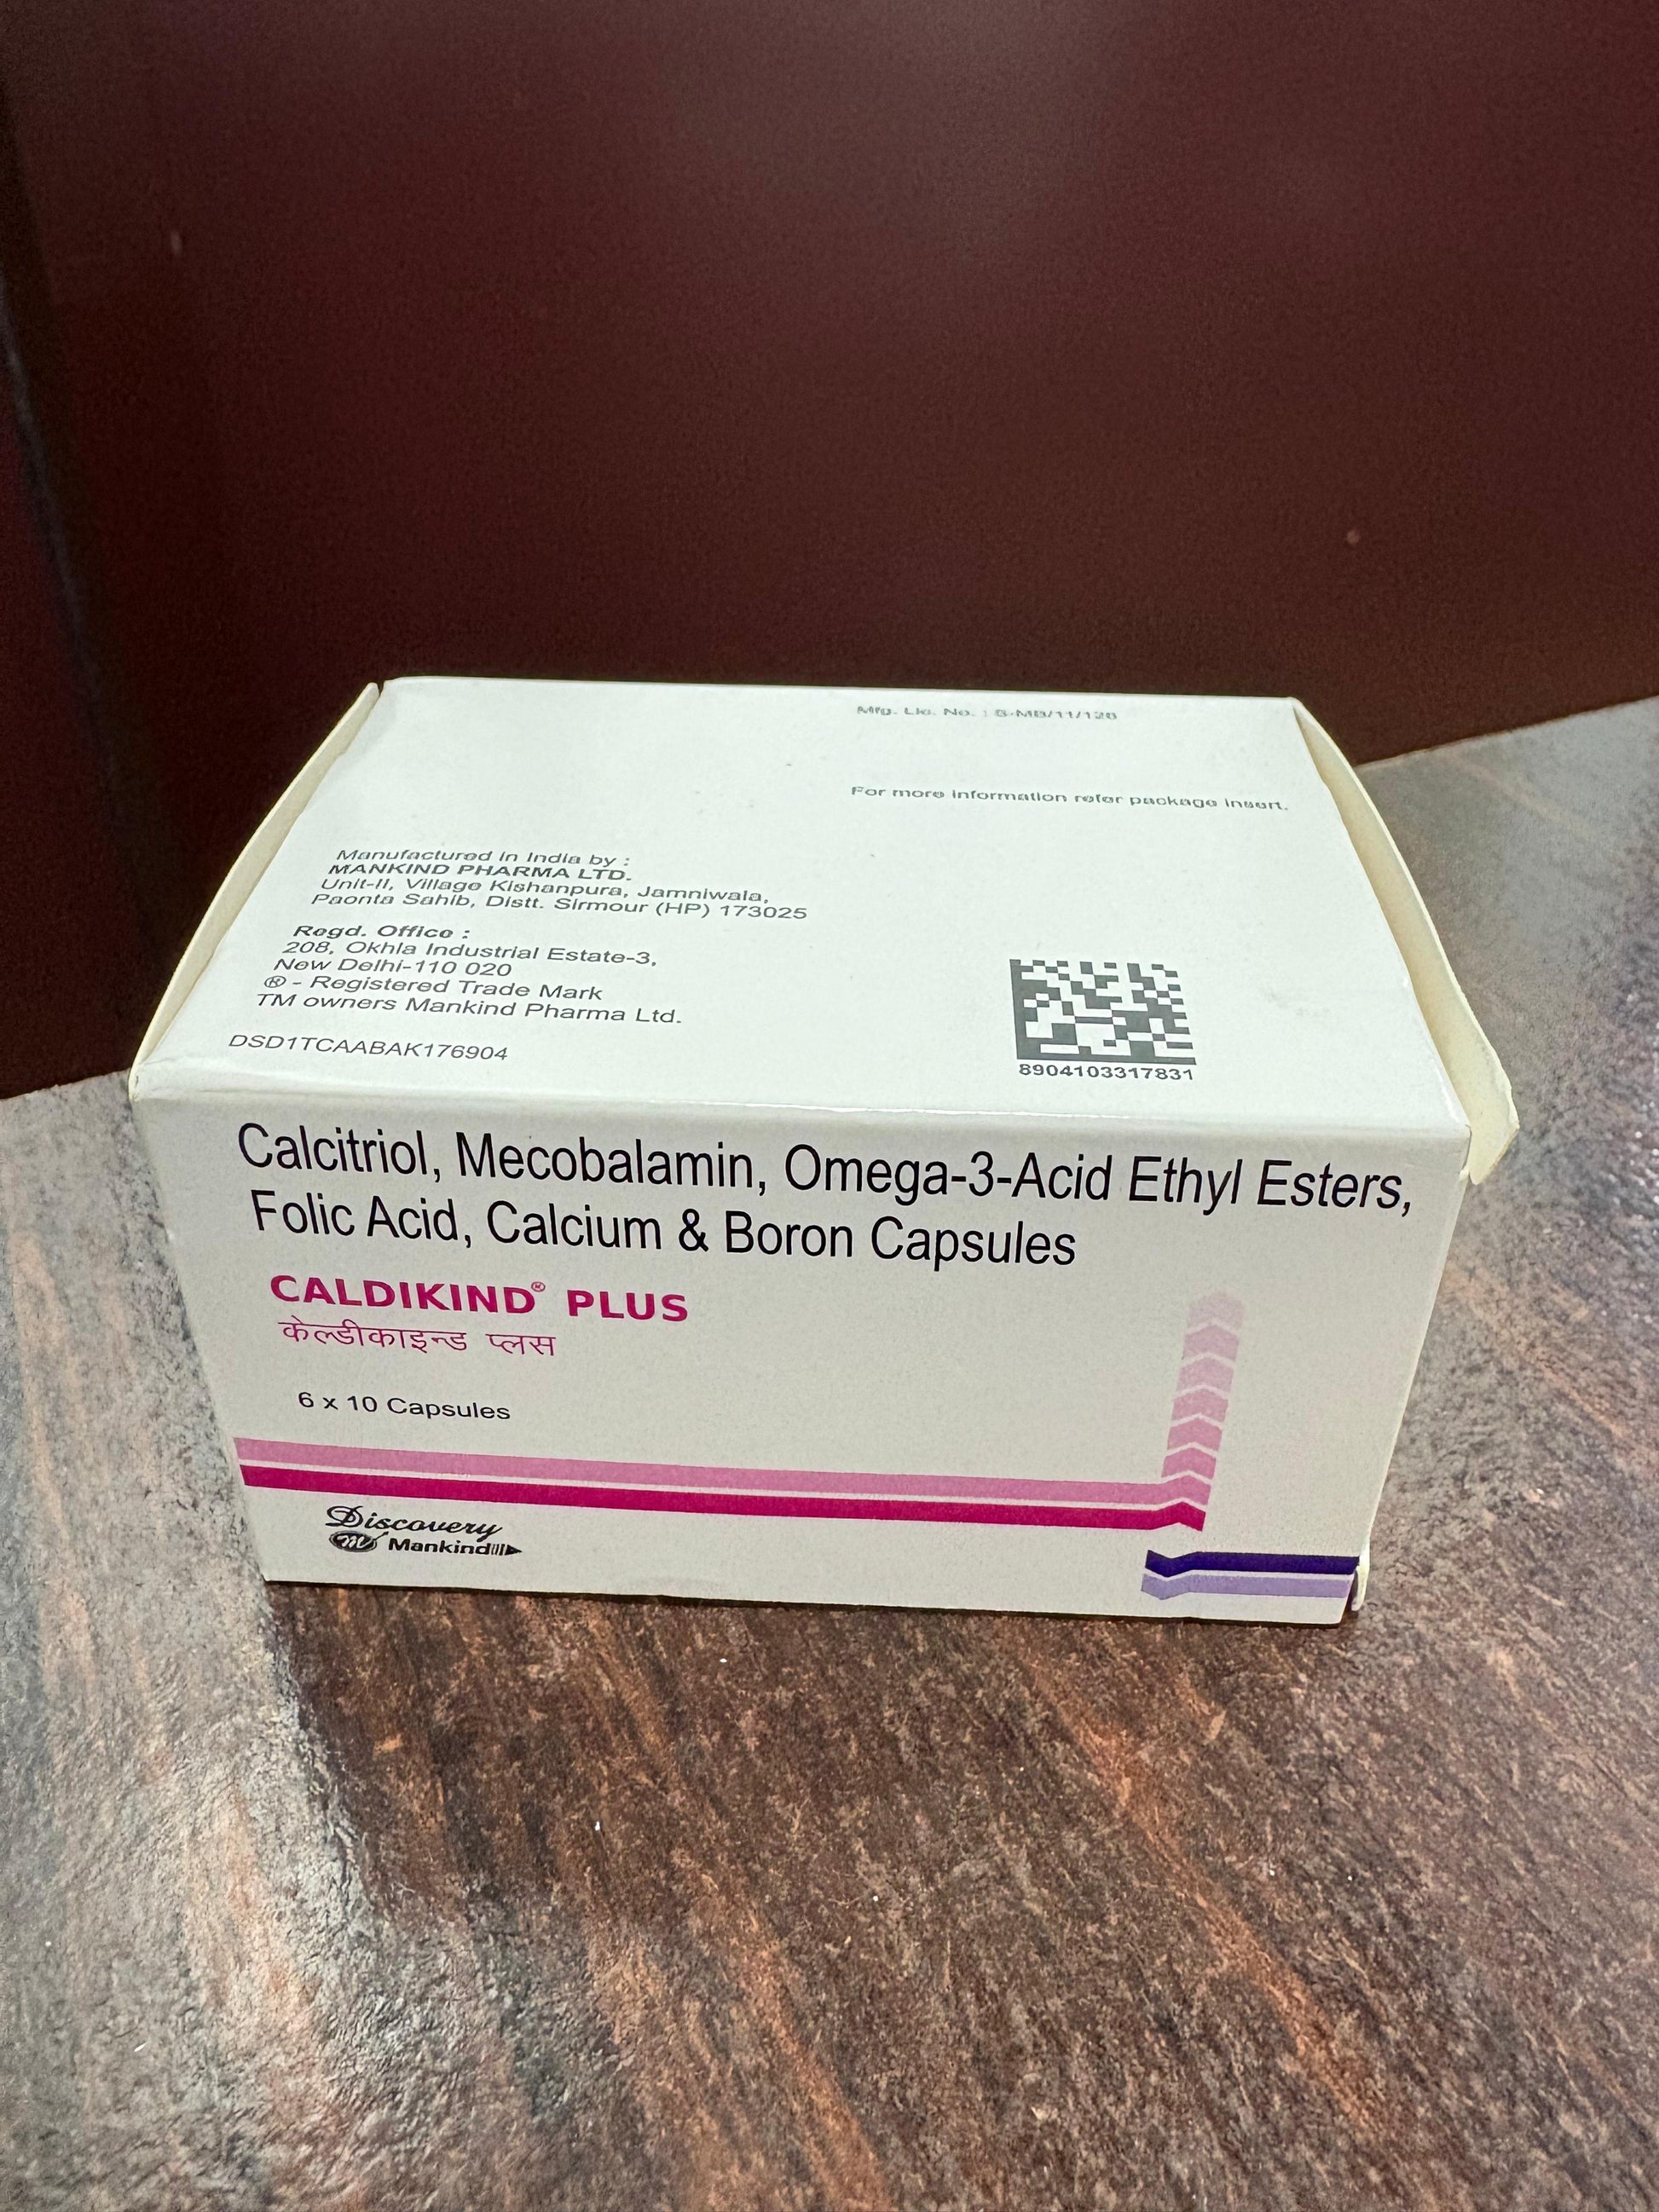 Mfg. Lic. No. : S-MB/11/126
For more information refer package insert.
Manufactured in India by :
MANKIND PHARMA LTD.
Unit-II, Village Kishanpura, Jamniwala,
Paonta Sahib, Distt. Sirmour (HP) 173025
Regd. Office :
208, Okhla Industrial Estate-3,
New Delhi-110 020
® - Registered Trade Mark
TM owners Mankind Pharma Ltd.
DSD1TCAABAK176904
8904103317831
Calcitriol, Mecobalamin, Omega-3-Acid Ethyl Esters,
Folic Acid, Calcium & Boron Capsules
CALDIKIND® PLUS
केल्डीकाइन्ड प्लस
6 x 10 Capsules
Discovery
m Mankind